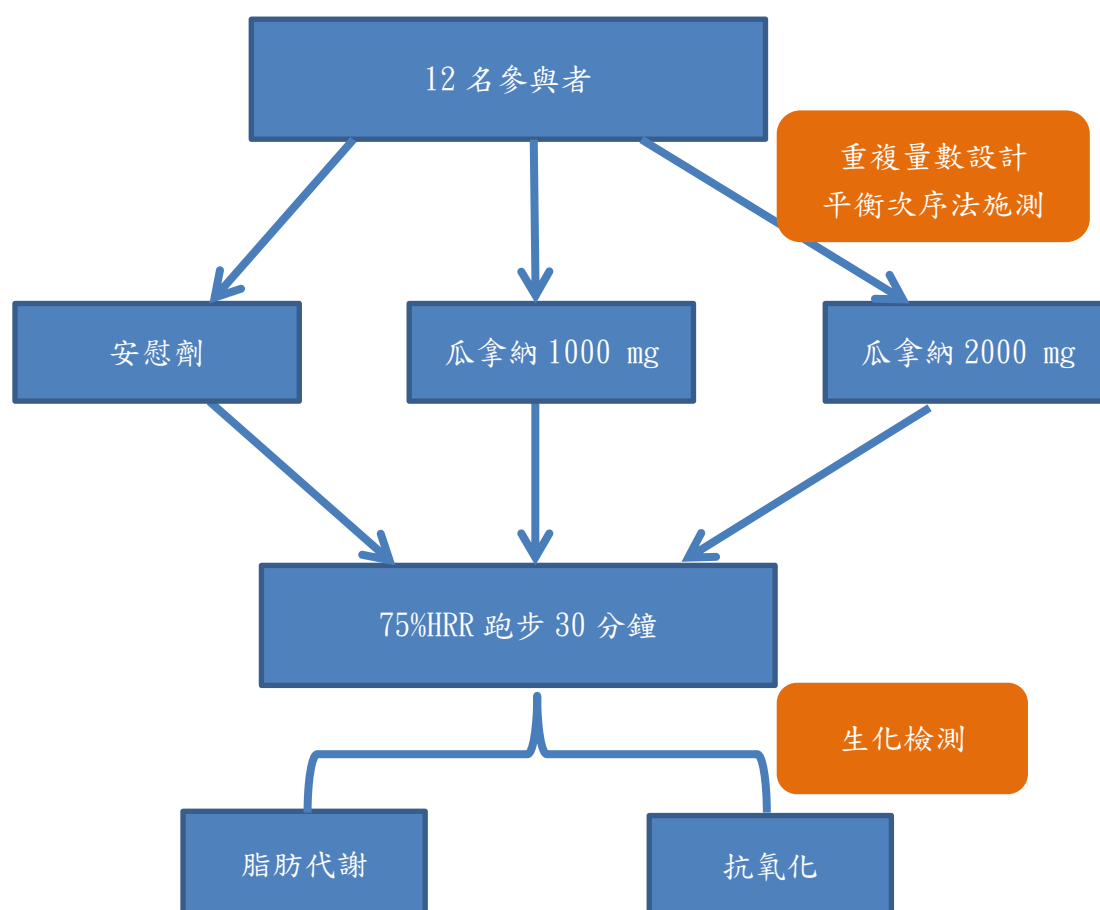 12 名參與者
重複量數設計
平衡次序法施測
安慰劑
瓜拿納 1000 mg
瓜拿納 2000 mg
75%HRR 跑步 30 分鐘
生化檢測
脂肪代謝
抗氧化